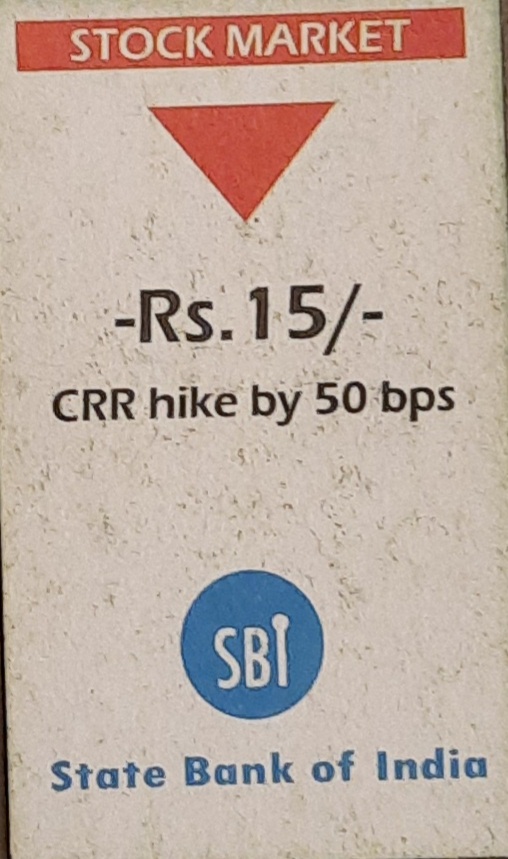 STOCK MARKET
-Rs.15/-
CRR hike by 50 bps
SBI
State Bank of India